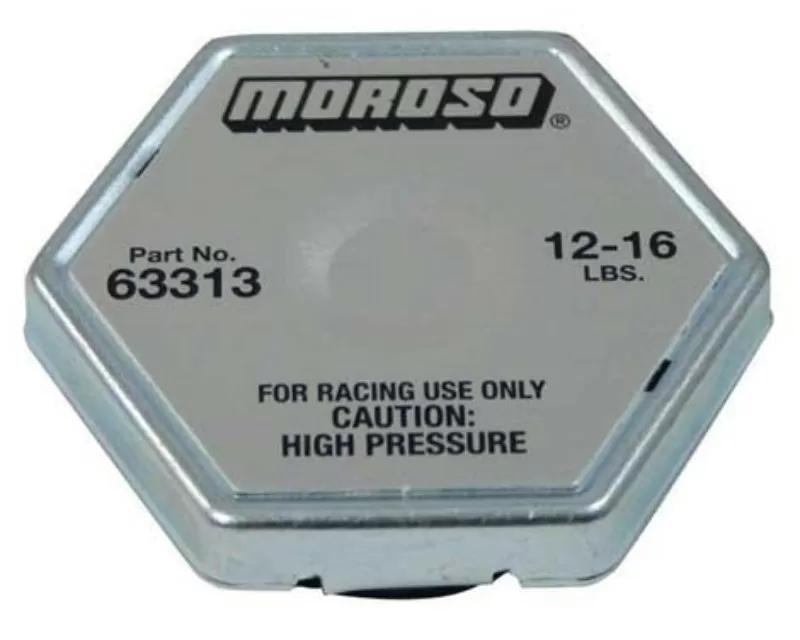 MOROSO®
Part No.
63313
12-16
LBS.
FOR RACING USE ONLY
CAUTION:
HIGH PRESSURE